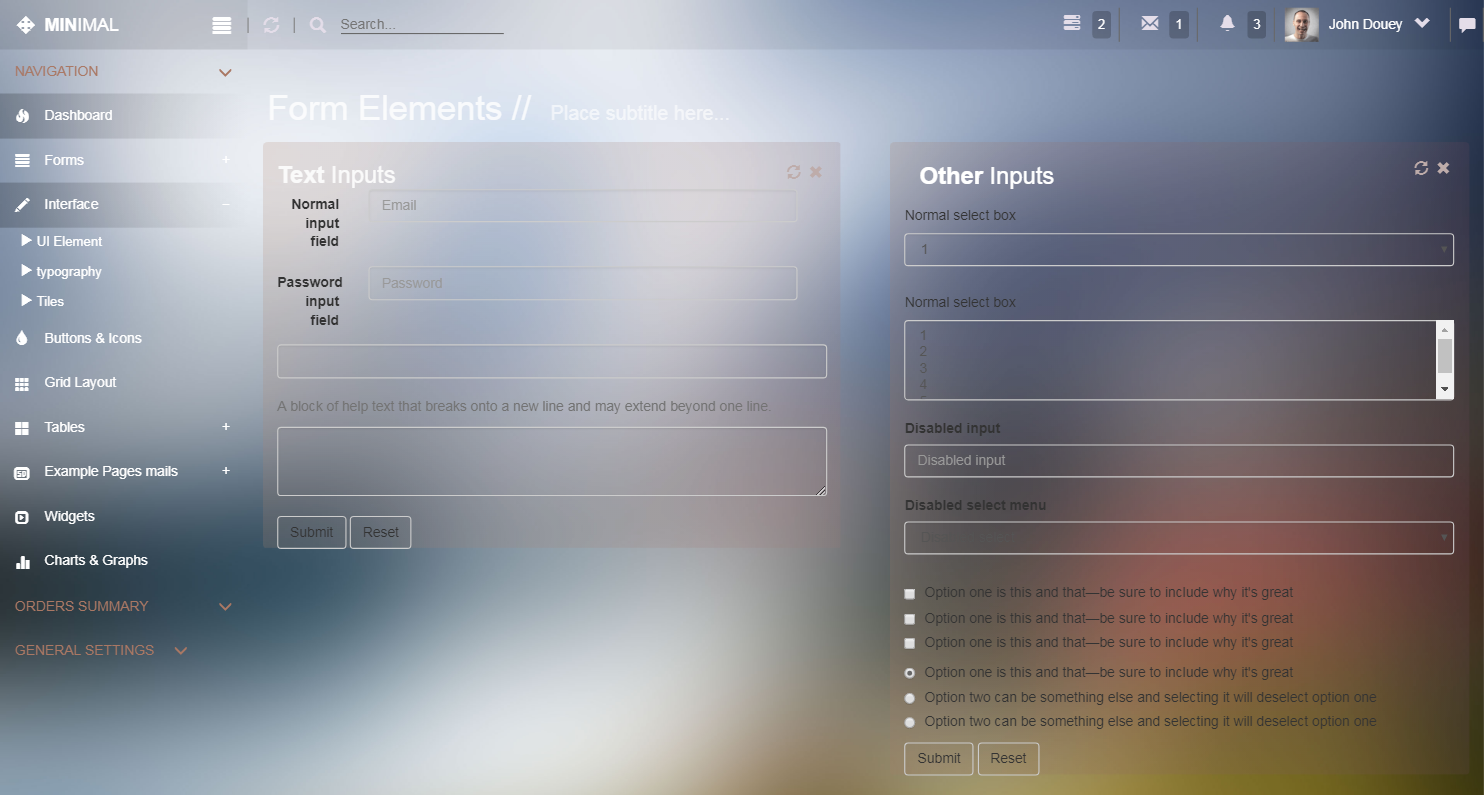 MINIMAL
Search...
2
1
3
John Douey
NAVIGATION
Dashboard
Forms +
Interface –
UI Element
typography
Tiles
Buttons & Icons
Grid Layout
Tables +
Example Pages mails +
Widgets
Charts & Graphs
ORDERS SUMMARY
GENERAL SETTINGS
Form Elements // Place subtitle here...
Text Inputs
Normal
input
field
Email
Password
input
field
Password
A block of help text that breaks onto a new line and may extend beyond one line.
Submit Reset
Other Inputs
Normal select box
1
Normal select box
1
2
3
4
Disabled input
Disabled input
Disabled select menu
Option one is this and that—be sure to include why it's great
Option one is this and that—be sure to include why it's great
Option one is this and that—be sure to include why it's great
Option one is this and that—be sure to include why it's great
Option two can be something else and selecting it will deselect option one
Option two can be something else and selecting it will deselect option one
Submit Reset